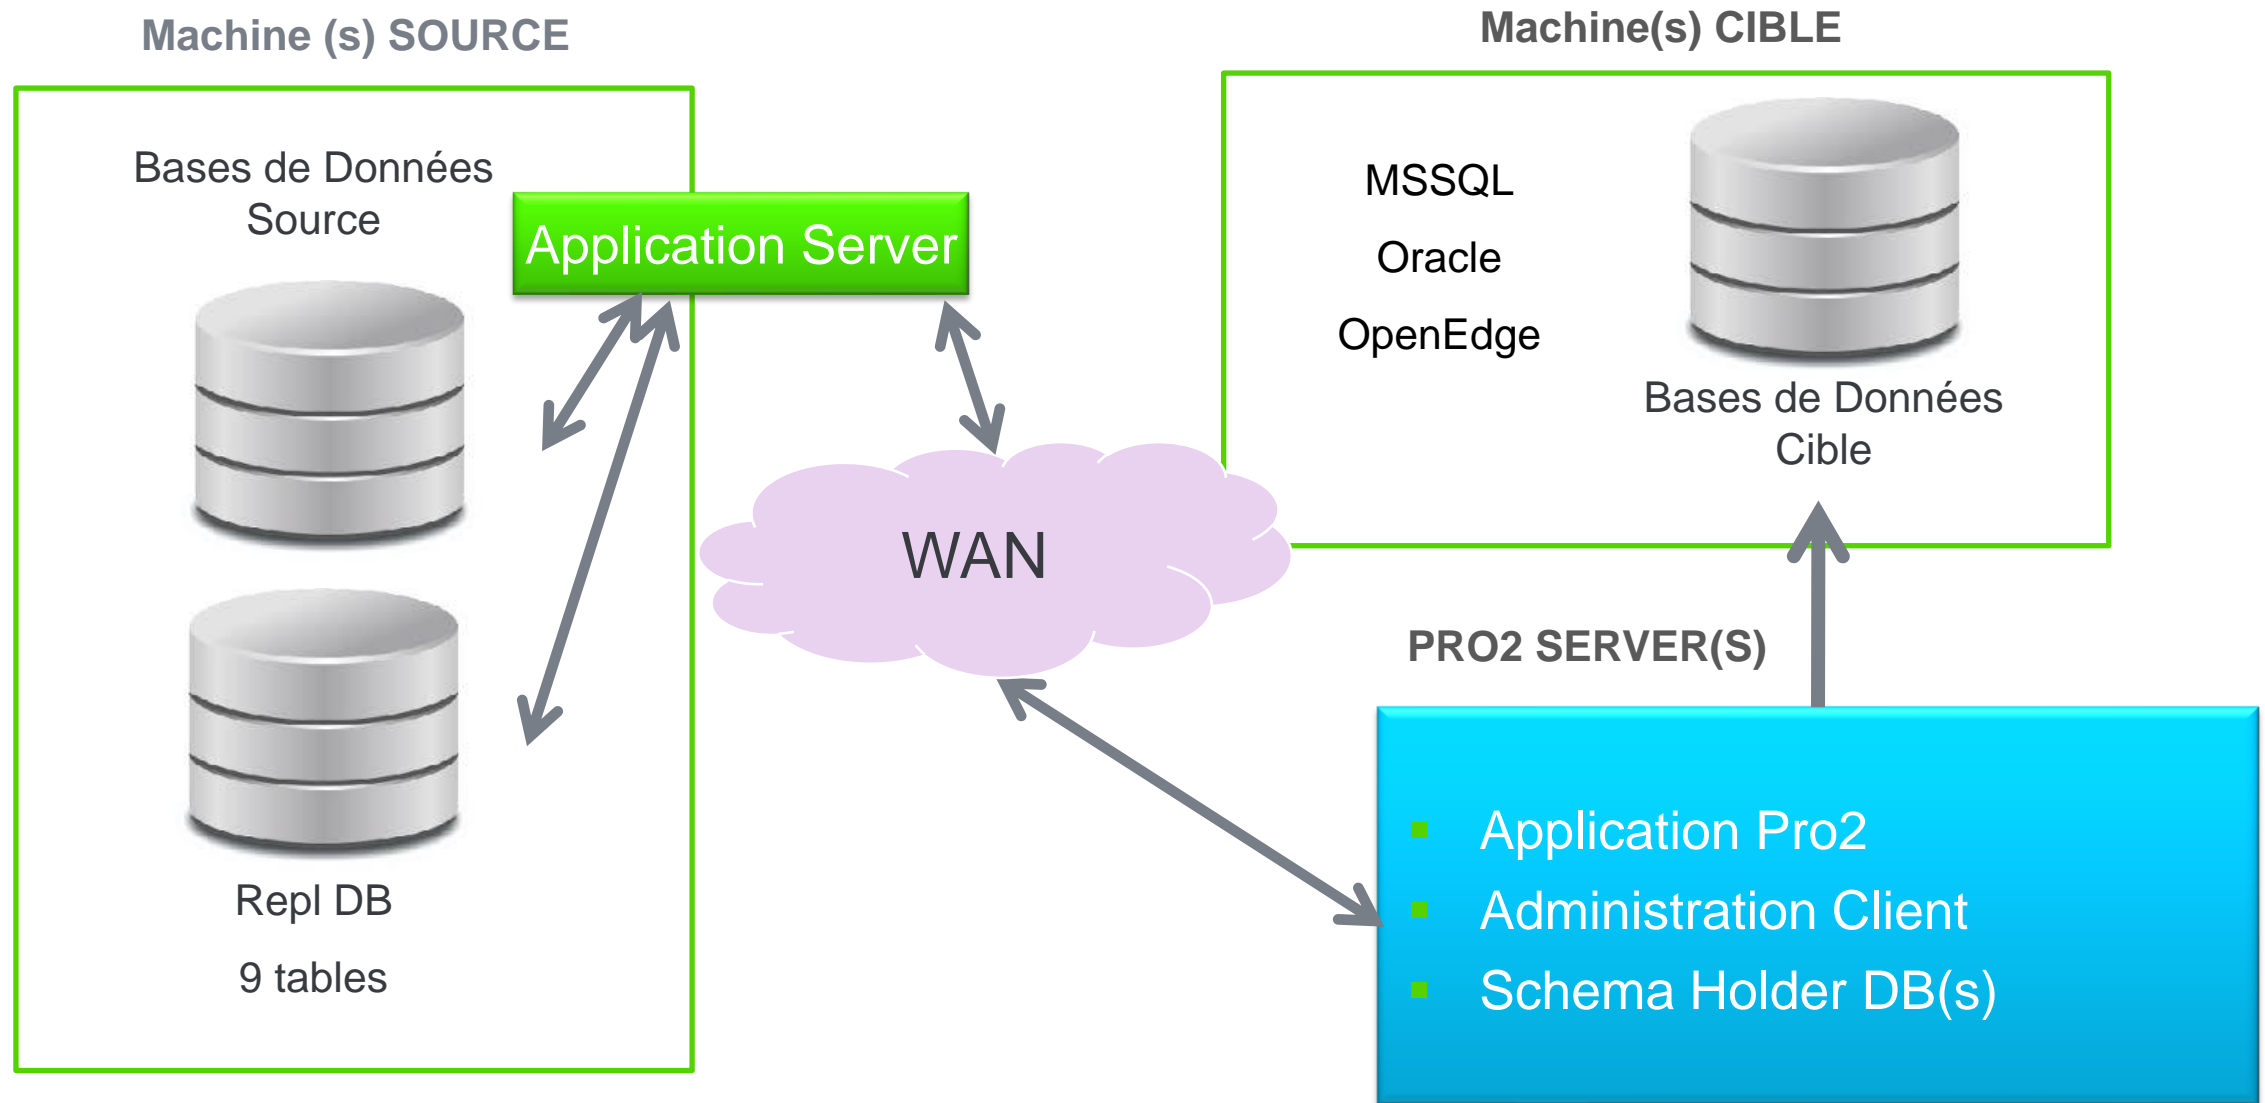 Machine (s) SOURCE
Bases de Données
Source
Application Server
Repl DB
9 tables
WAN
Machine(s) CIBLE
MSSQL
Oracle
OpenEdge
Bases de Données
Cible
PRO2 SERVER(S)
Application Pro2
Administration Client
Schema Holder DB(s)